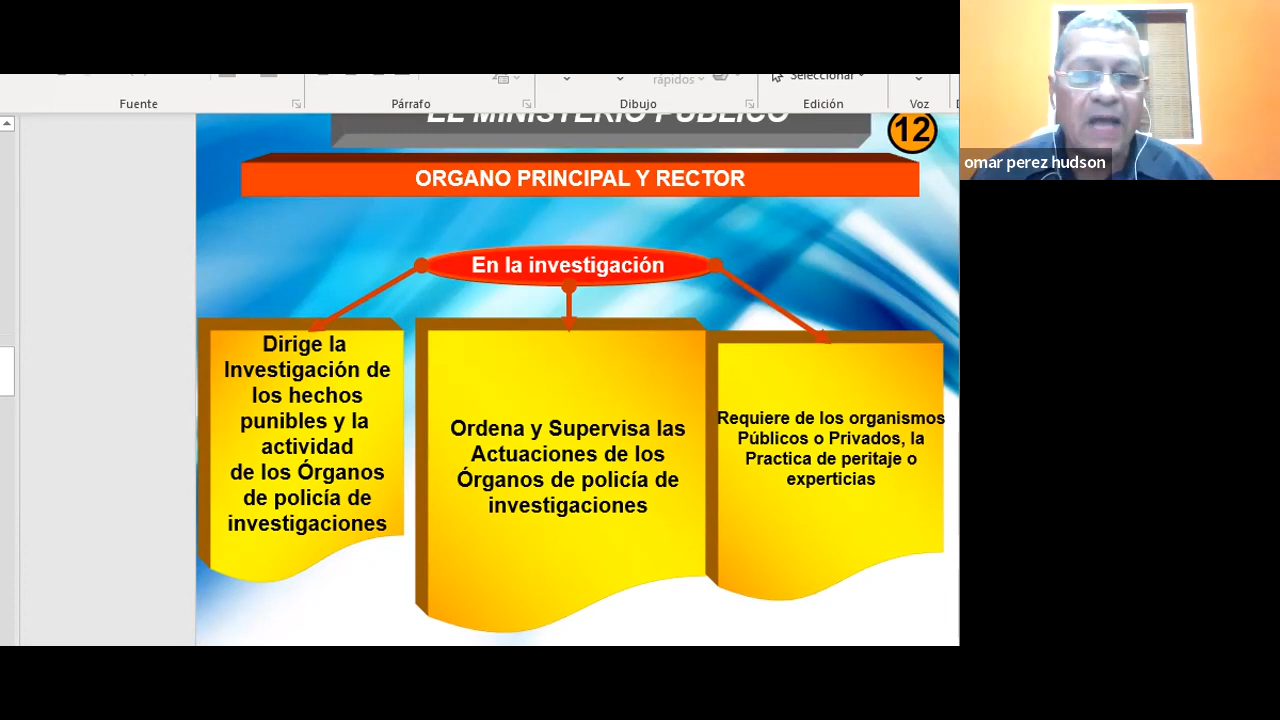 rápidos
Seleccionar
Fuente
Párrafo
Dibujo
Edición
Voz
EL MINISTERIO PÚBLICO
12
ORGANO PRINCIPAL Y RECTOR
En la investigación
Dirige la
Investigación de
los hechos
punibles y la
actividad
de los Órganos
de policía de
investigaciones
Ordena y Supervisa las
Actuaciones de los
Órganos de policía de
investigaciones
Requiere de los organismos
Públicos o Privados, la
Practica de peritaje o
experticias
omar perez hudson